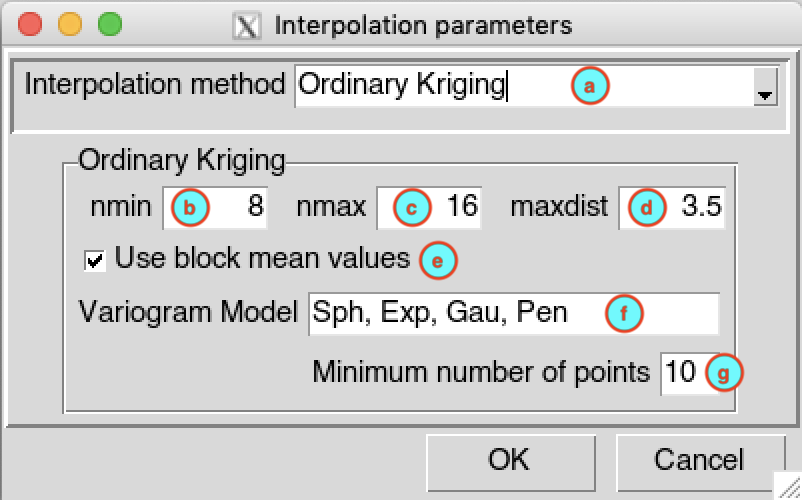 Interpolation parameters
Interpolation method Ordinary Kriging a
Ordinary Kriging
nmin b 8 nmax c 16 maxdist d 3.5
Use block mean values e
Variogram Model Sph, Exp, Gau, Pen f
Minimum number of points 10 g
OK Cancel